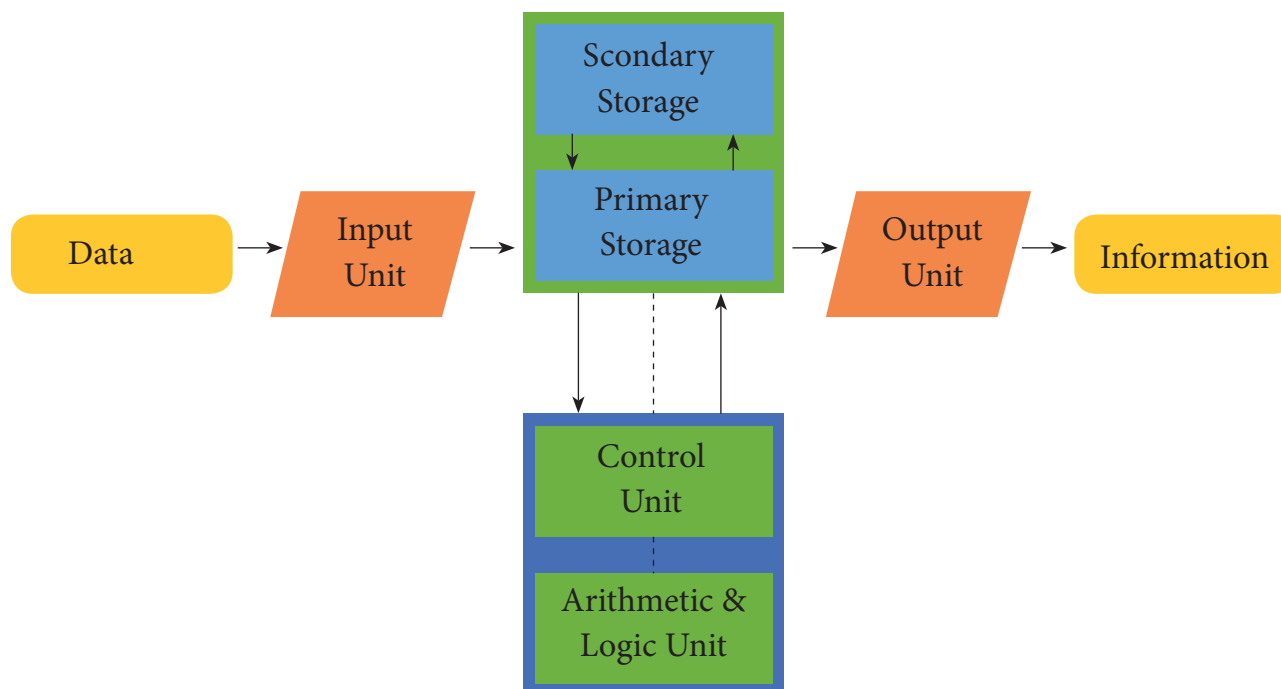 Scondary
Storage
Primary
Storage
Data
Input
Unit
Output
Unit
Information
Control
Unit
Arithmetic &
Logic Unit